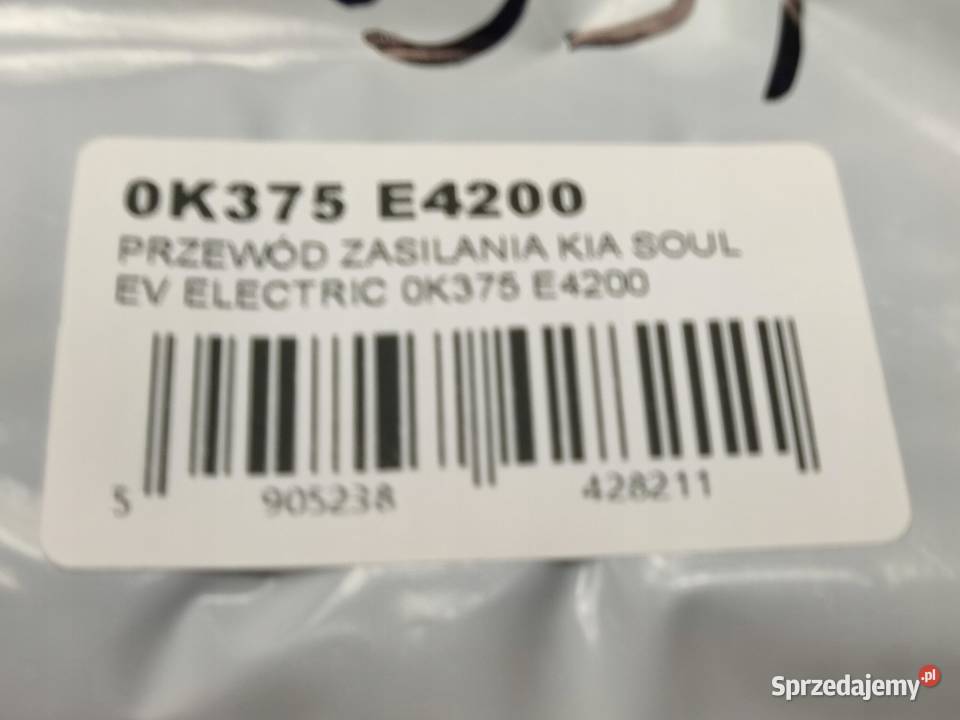 0K375 E4200
PRZEWÓD ZASILANIA KIA SOUL
EV ELECTRIC 0K375 E4200
5 905238 428211
Sprzedajemy.pl